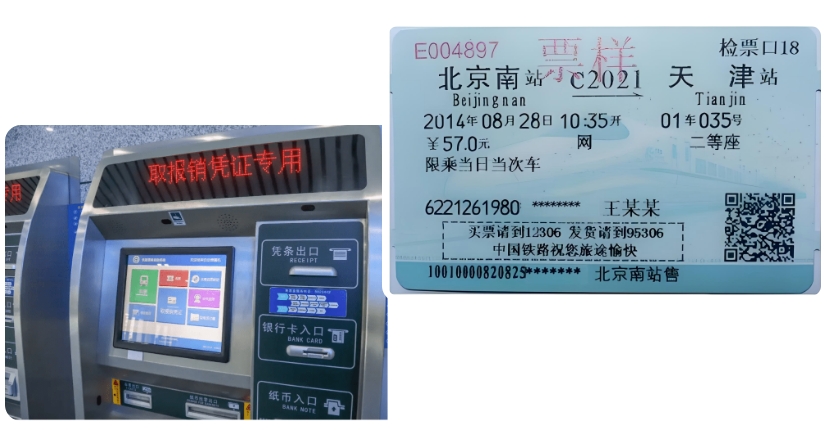 取报销凭证专用
专用
凭条出口
RECEIPT
银行卡入口
BANK CARD
纸币入口
BANK NOTE
E004897
票样
检票口18
北京南站 C2021 天津站
Beijingnan Tianjin
2014年08月28日10:35开 01车035号
￥57.0元 网 二等座
限乘当日当次车
6221261980 ******** 王某某
买票请到12306 发货请到95306
中国铁路祝您旅途愉快
10010000820825******* 北京南站售